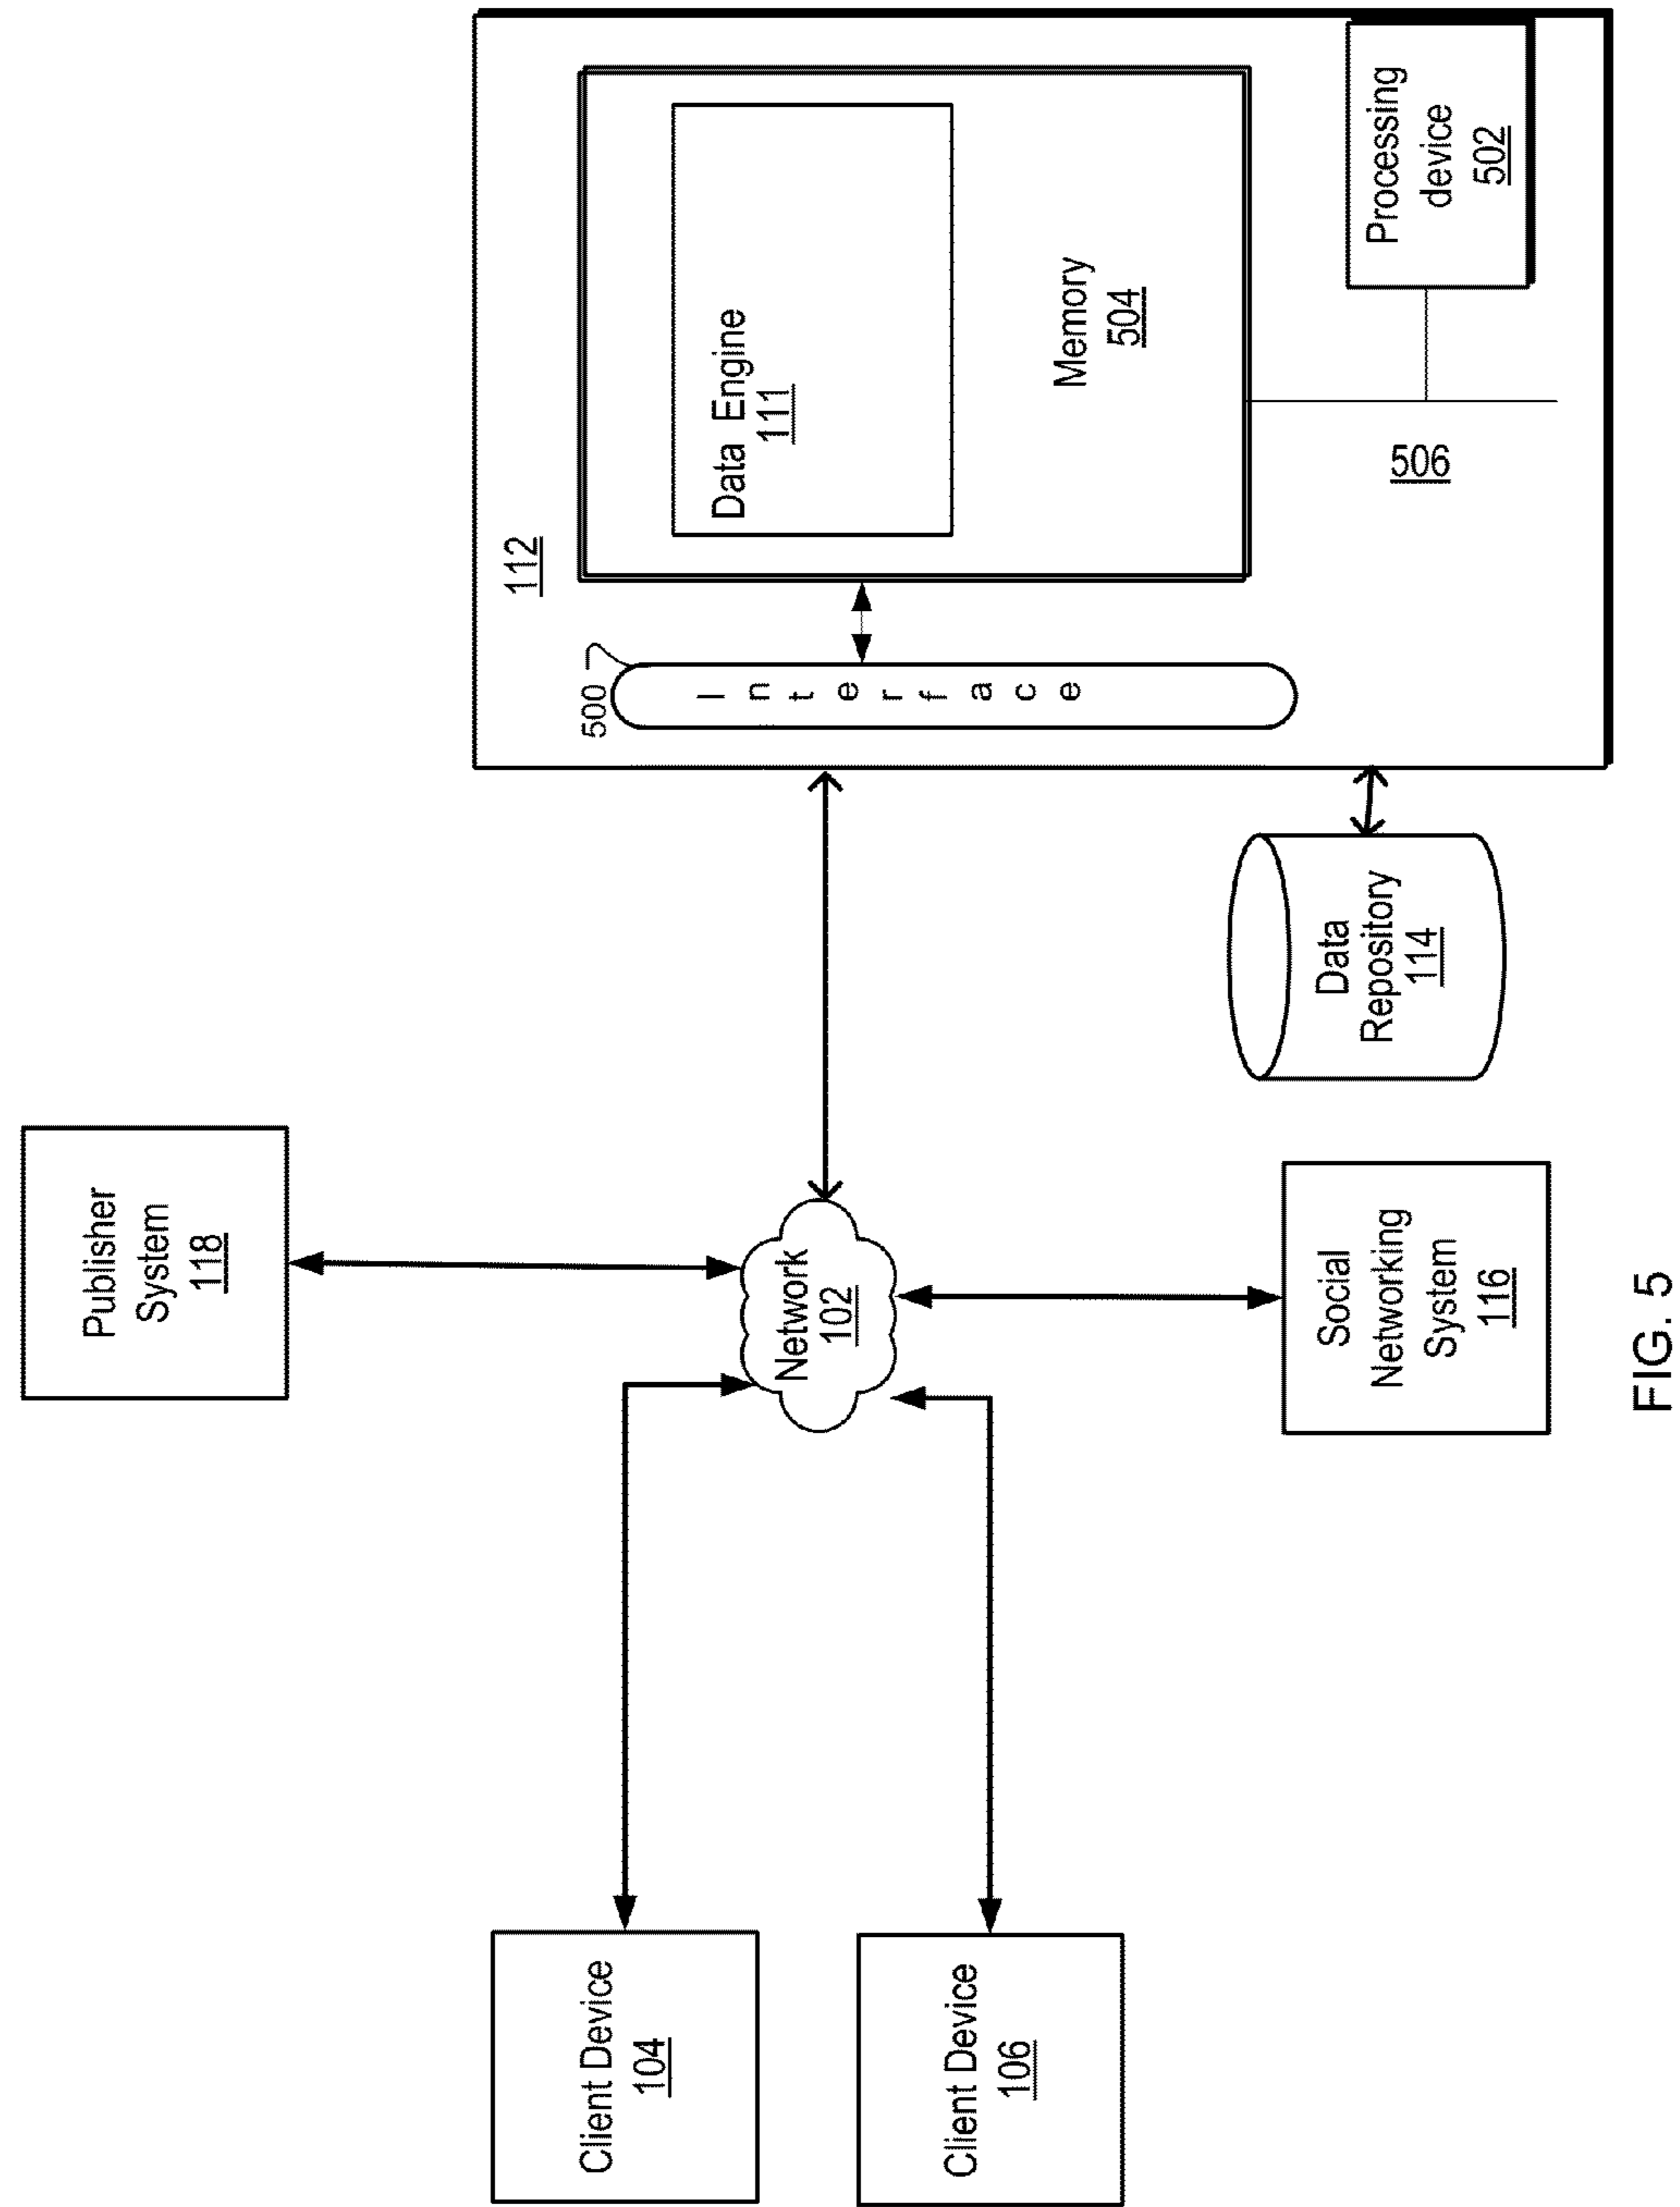 Publisher
System
118
Client Device
104
Client Device
106
Network
102
Social
Networking
System
116
Data
Repository
114
112
500
Interface
Data Engine
111
Memory
504
506
Processing
device
502
FIG. 5